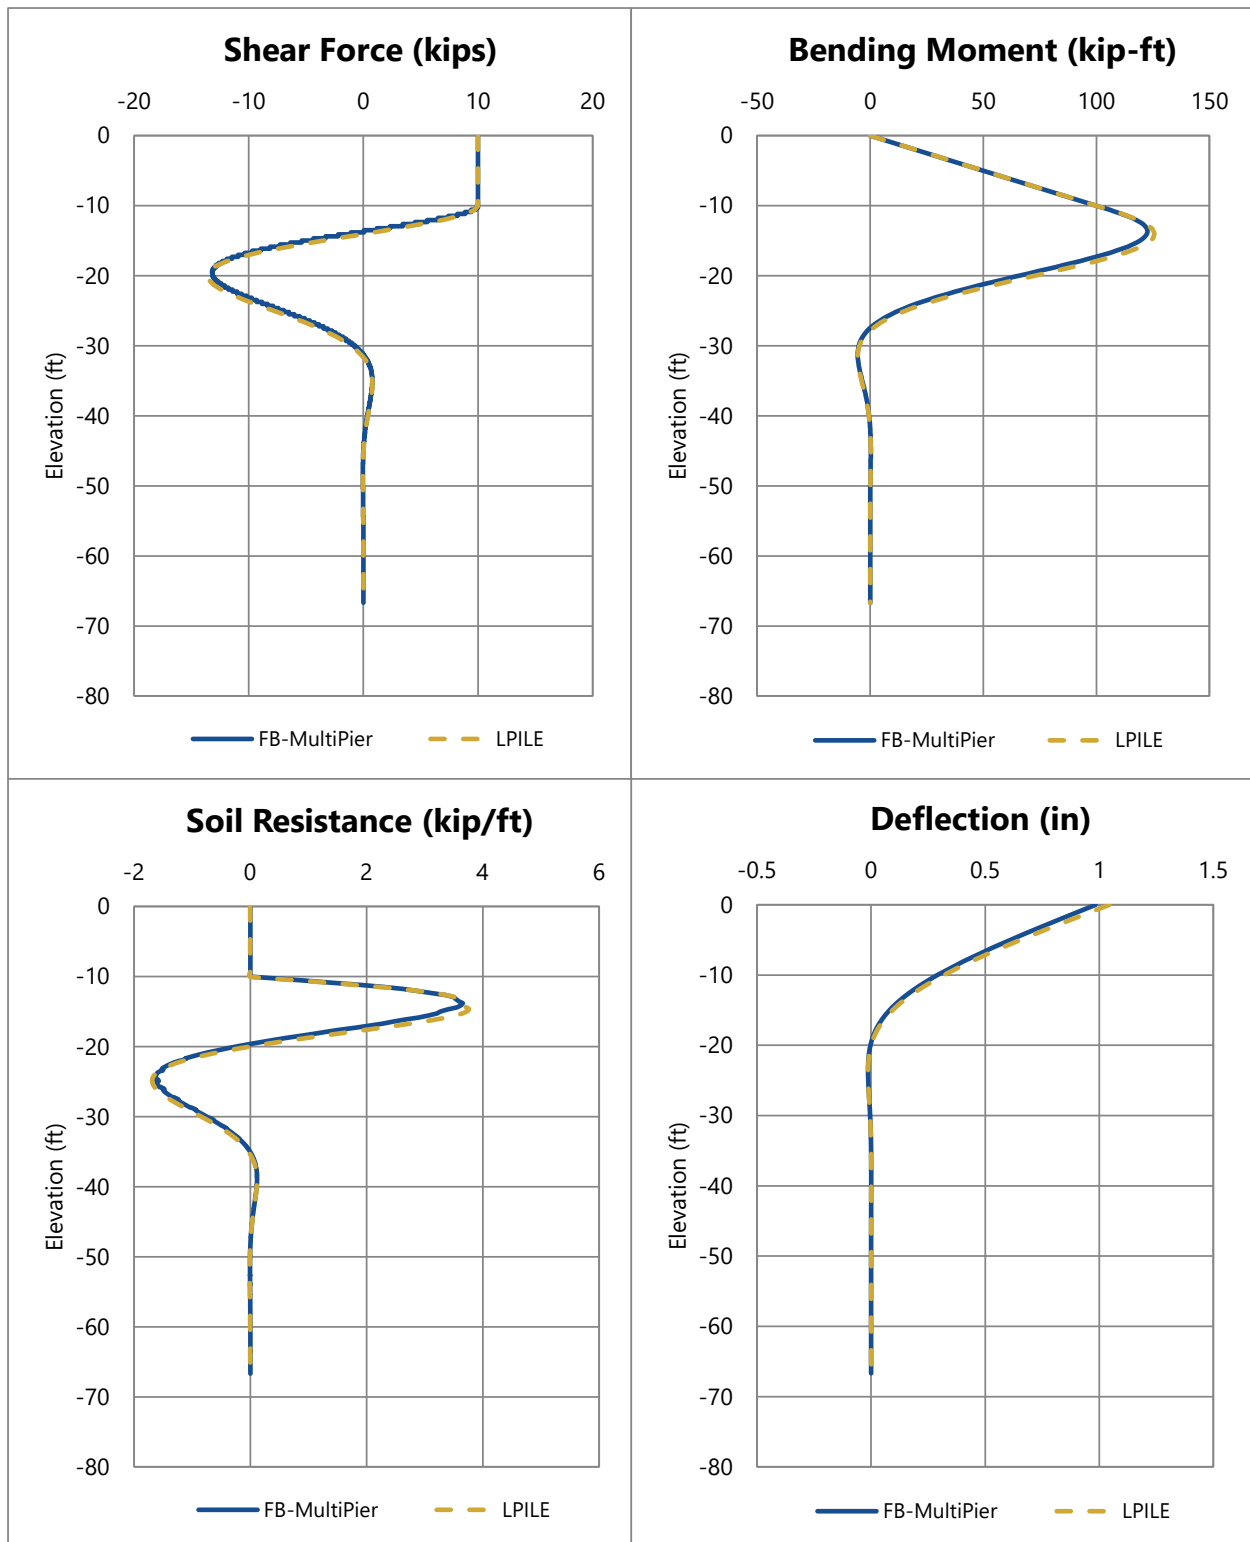 Shear Force (kips)
-20 -10 0 10 20
0
-10
-20
-30
-40
-50
-60
-70
-80
Elevation (ft)
FB-MultiPier LPILE
Bending Moment (kip-ft)
-50 0 50 100 150
0
-10
-20
-30
-40
-50
-60
-70
-80
Elevation (ft)
FB-MultiPier LPILE
Soil Resistance (kip/ft)
-2 0 2 4 6
0
-10
-20
-30
-40
-50
-60
-70
-80
Elevation (ft)
FB-MultiPier LPILE
Deflection (in)
-0.5 0 0.5 1 1.5
0
-10
-20
-30
-40
-50
-60
-70
-80
Elevation (ft)
FB-MultiPier LPILE